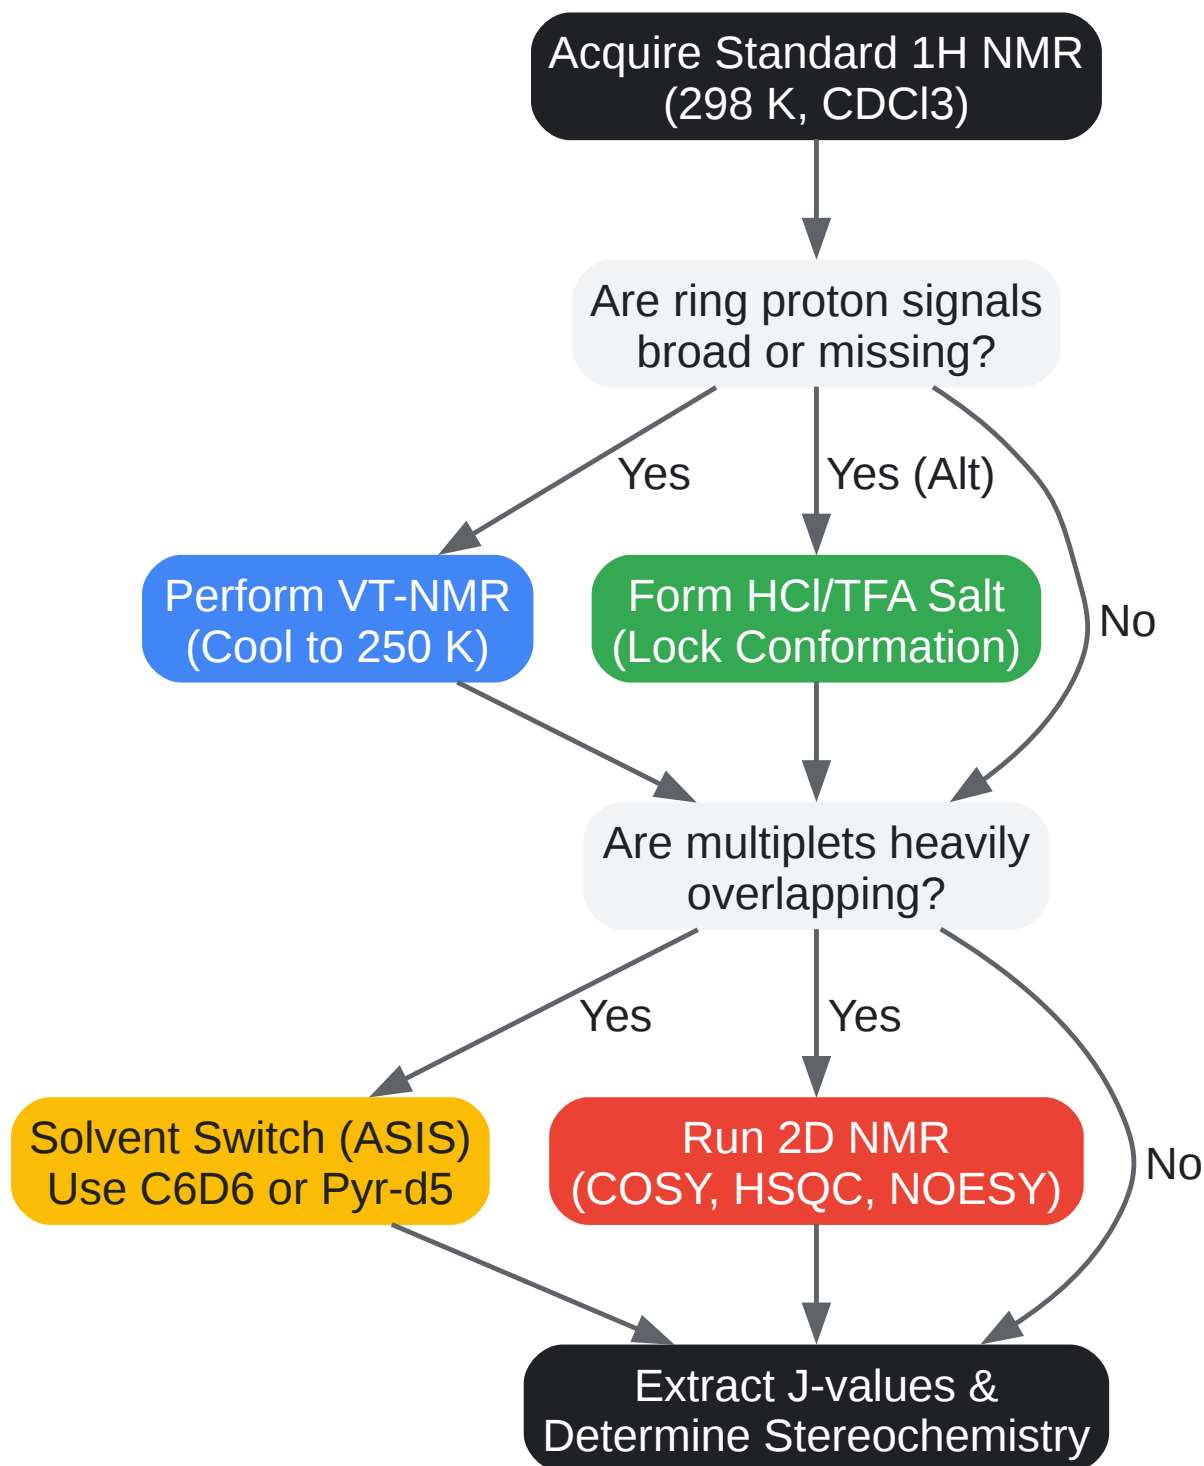 Acquire Standard 1H NMR
(298 K, CDCl3)
Are ring proton signals
broad or missing?
Yes
Yes (Alt)
No
Perform VT-NMR
(Cool to 250 K)
Form HCl/TFA Salt
(Lock Conformation)
Are multiplets heavily
overlapping?
Yes
Yes
No
Solvent Switch (ASIS)
Use C6D6 or Pyr-d5
Run 2D NMR
(COSY, HSQC, NOESY)
Extract J-values &
Determine Stereochemistry